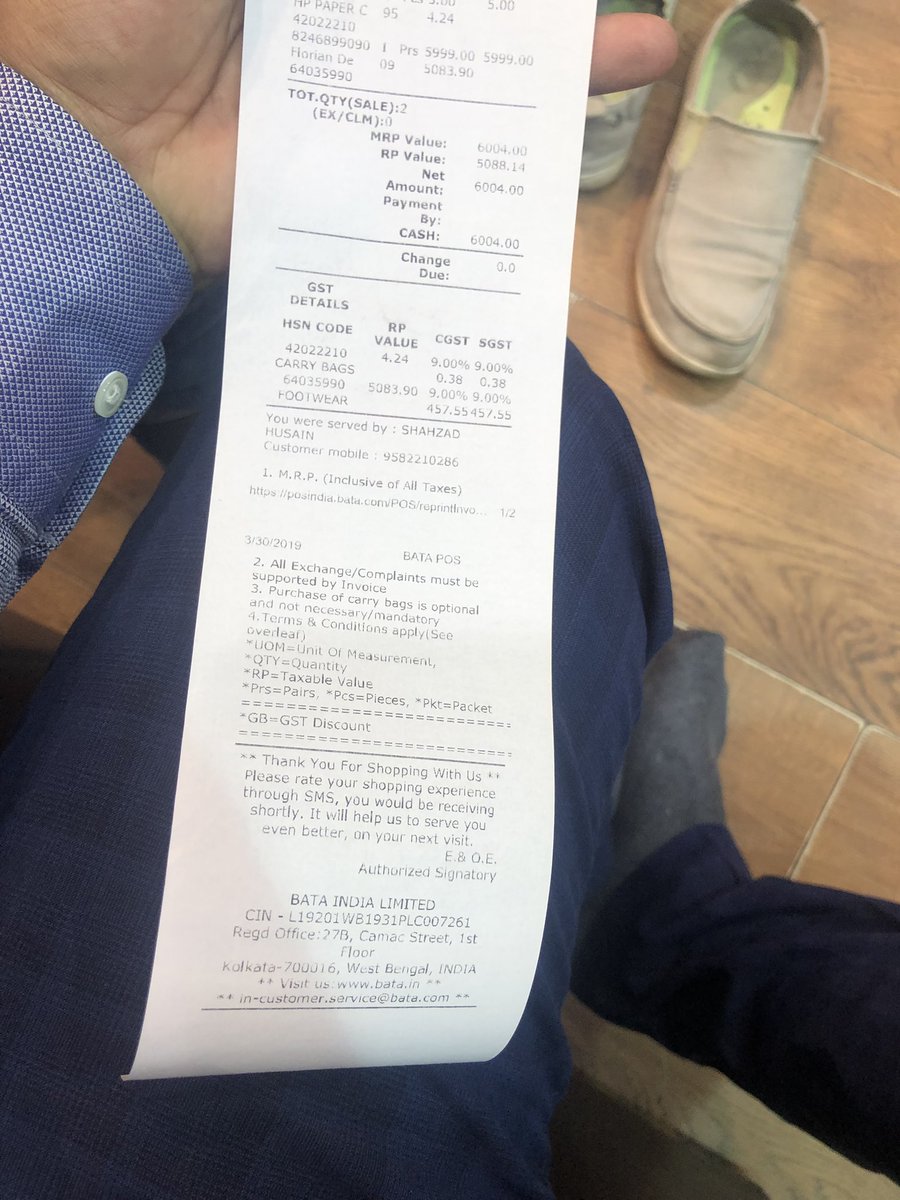 HP PAPER C 95 4.24 5.00
42022210
8246899090 1 Prs 5999.00 5999.00
Florian De 09 5083.90
64035990
TOT.QTY(SALE):2
(EX/CLM):0
MRP Value: 6004.00
RP Value: 5088.14
Net
Amount: 6004.00
Payment
By:
CASH: 6004.00
Change
Due: 0.0
GST
DETAILS
HSN CODE RP VALUE CGST SGST
42022210 4.24 9.00% 9.00%
CARRY BAGS 0.38 0.38
64035990 5083.90 9.00% 9.00%
FOOTWEAR 457.55 457.55
You were served by : SHAHZAD
HUSAIN
Customer mobile : 9582210286
1. M.R.P. (Inclusive of All Taxes)
https://posindia.bata.com/POS/reprintInvo... 1/2
3/30/2019 BATA POS
2. All Exchange/Complaints must be
supported by Invoice
3. Purchase of carry bags is optional
and not necessary/mandatory
4.Terms & Conditions apply(See
overleaf)
*UOM=Unit Of Measurement,
*QTY=Quantity
*RP=Taxable Value
*Prs=Pairs, *Pcs=Pieces, *Pkt=Packet
==========================
*GB=GST Discount
==========================
** Thank You For Shopping With Us **
Please rate your shopping experience
through SMS, you would be receiving
shortly. It will help us to serve you
even better, on your next visit.
E.& O.E.
Authorized Signatory
BATA INDIA LIMITED
CIN - L19201WB1931PLC007261
Regd Office:27B, Camac Street, 1st
Floor
Kolkata-700016, West Bengal, INDIA
** Visit us:www.bata.in **
** in-customer.service@bata.com **